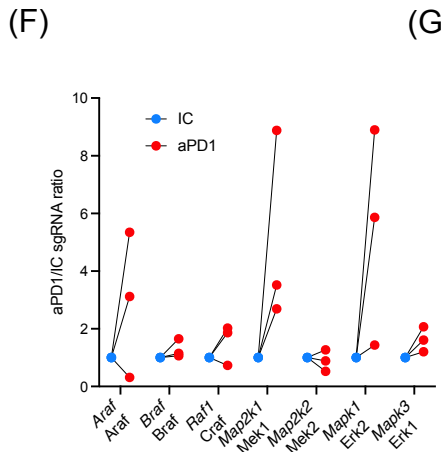 (F)
(G
10
8
6
4
2
0
aPD1/IC sgRNA ratio
IC
aPD1
Araf
Araf
Braf
Braf
Raf1
Craf
Map2k1
Mek1
Map2k2
Mek2
Mapk1
Erk2
Mapk3
Erk1